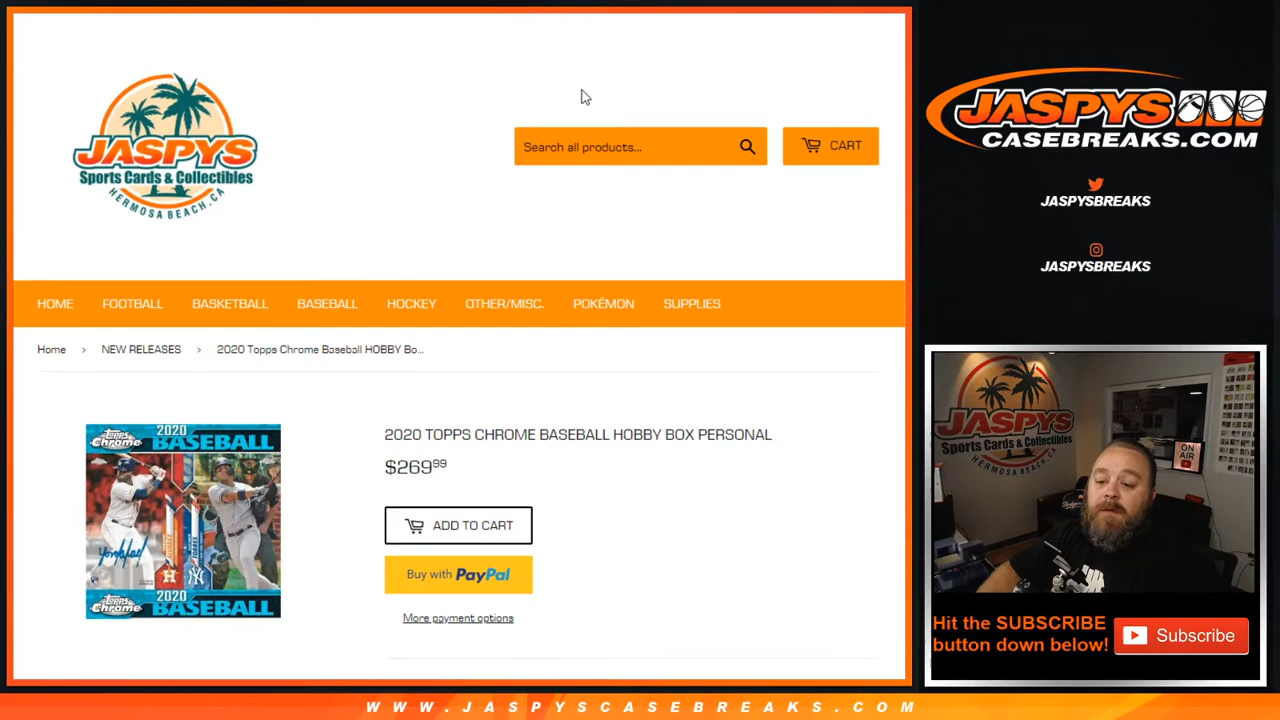 JASPYS
Sports Cards & Collectibles
HERMOSA BEACH, CA
Search all products...
CART
HOME
FOOTBALL
BASKETBALL
BASEBALL
HOCKEY
OTHER/MISC.
POKÉMON
SUPPLIES
Home › NEW RELEASES › 2020 Topps Chrome Baseball HOBBY Bo...
Topps Chrome 2020 BASEBALL
Topps Chrome 2020 BASEBALL
2020 TOPPS CHROME BASEBALL HOBBY BOX PERSONAL
$269.99
ADD TO CART
Buy with PayPal
More payment options
JASPYS
CASEBREAKS.COM
JASPYSBREAKS
JASPYSBREAKS
JASPYS
Sports Cards & Collectibles
HERMOSA BEACH, CA
ON AIR
Dodgers
Hit the SUBSCRIBE
button down below!
Subscribe
WWW.JASPYSCASEBREAKS.COM